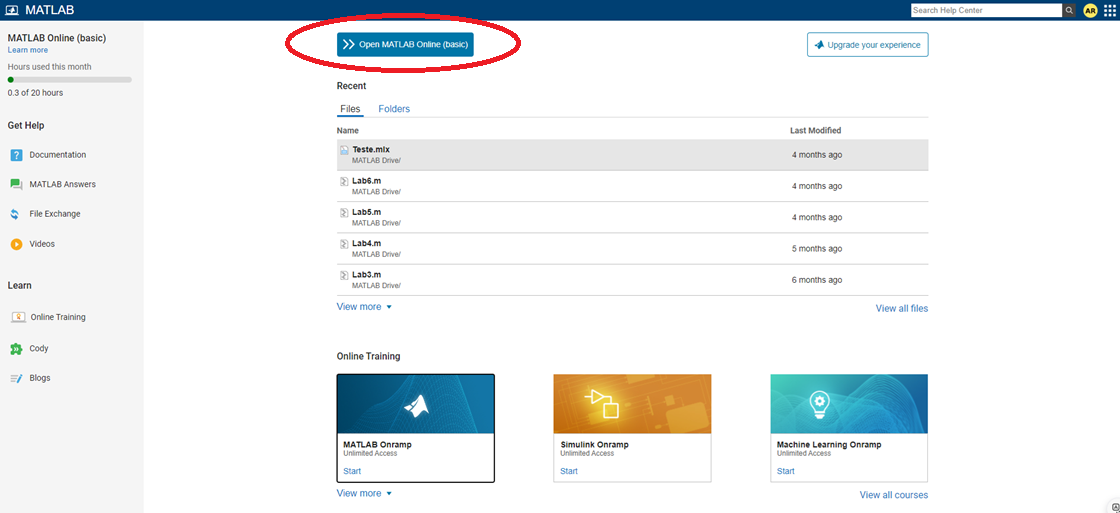 MATLAB
Search Help Center
AR
MATLAB Online (basic)
Learn more
Hours used this month
0.3 of 20 hours
Get Help
Documentation
MATLAB Answers
File Exchange
Videos
Learn
Online Training
Cody
Blogs
Open MATLAB Online (basic)
Upgrade your experience
Recent
Files Folders
Name Last Modified
Teste.mlx
MATLAB Drive/
4 months ago
Lab6.m
MATLAB Drive/
4 months ago
Lab5.m
MATLAB Drive/
4 months ago
Lab4.m
MATLAB Drive/
5 months ago
Lab3.m
MATLAB Drive/
6 months ago
View more
View all files
Online Training
MATLAB Onramp
Unlimited Access
Start
Simulink Onramp
Unlimited Access
Start
Machine Learning Onramp
Unlimited Access
Start
View more
View all courses